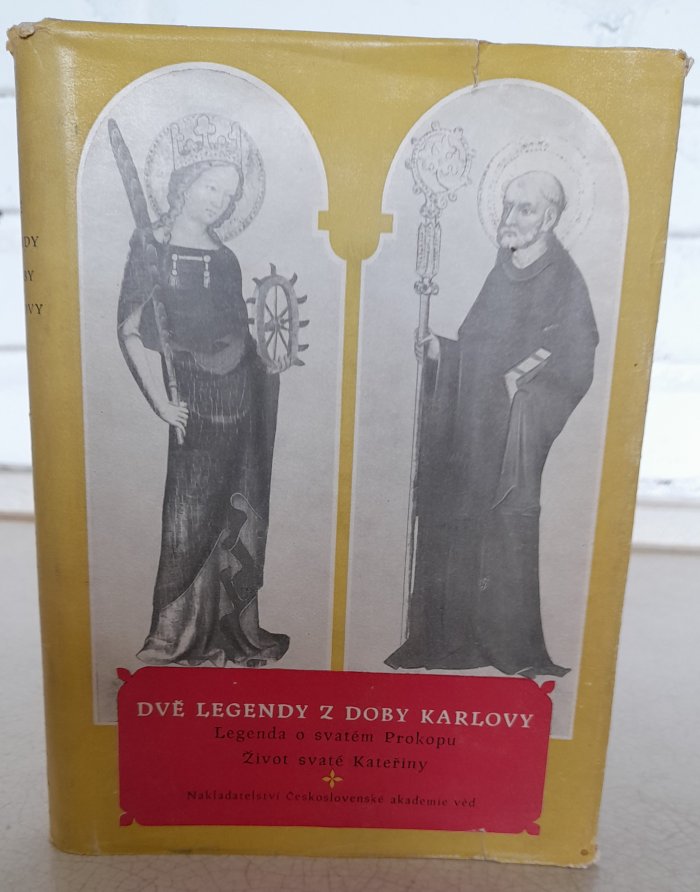 DVĚ LEGENDY Z DOBY KARLOVY
Legenda o svatém Prokopu
Život svaté Kateřiny
Nakladatelství Československé akademie věd